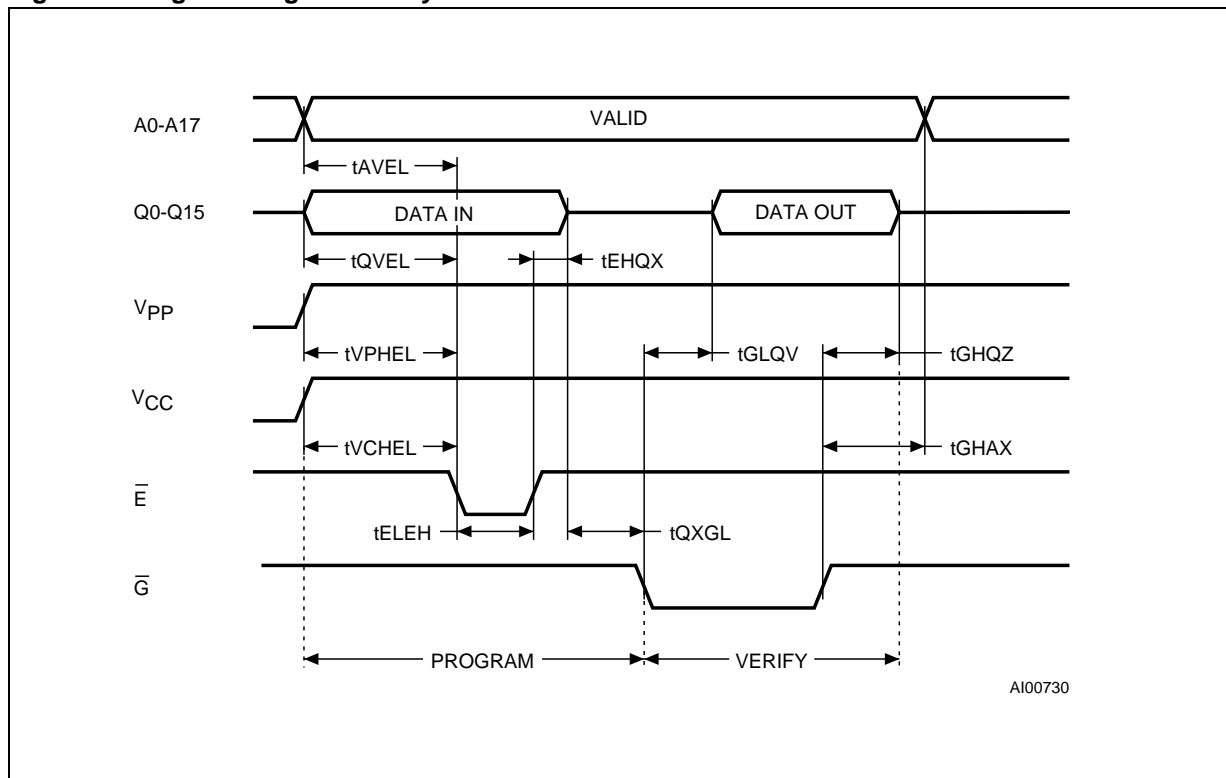 A0-A17
VALID
tAVEL
Q0-Q15
DATA IN
DATA OUT
tQVEL
tEHQX
VPP
tVPHEL
tGLQV
tGHQZ
VCC
tVCHEL
tGHAX
E̅
tELEH
tQXGL
G̅
PROGRAM
VERIFY
AI00730